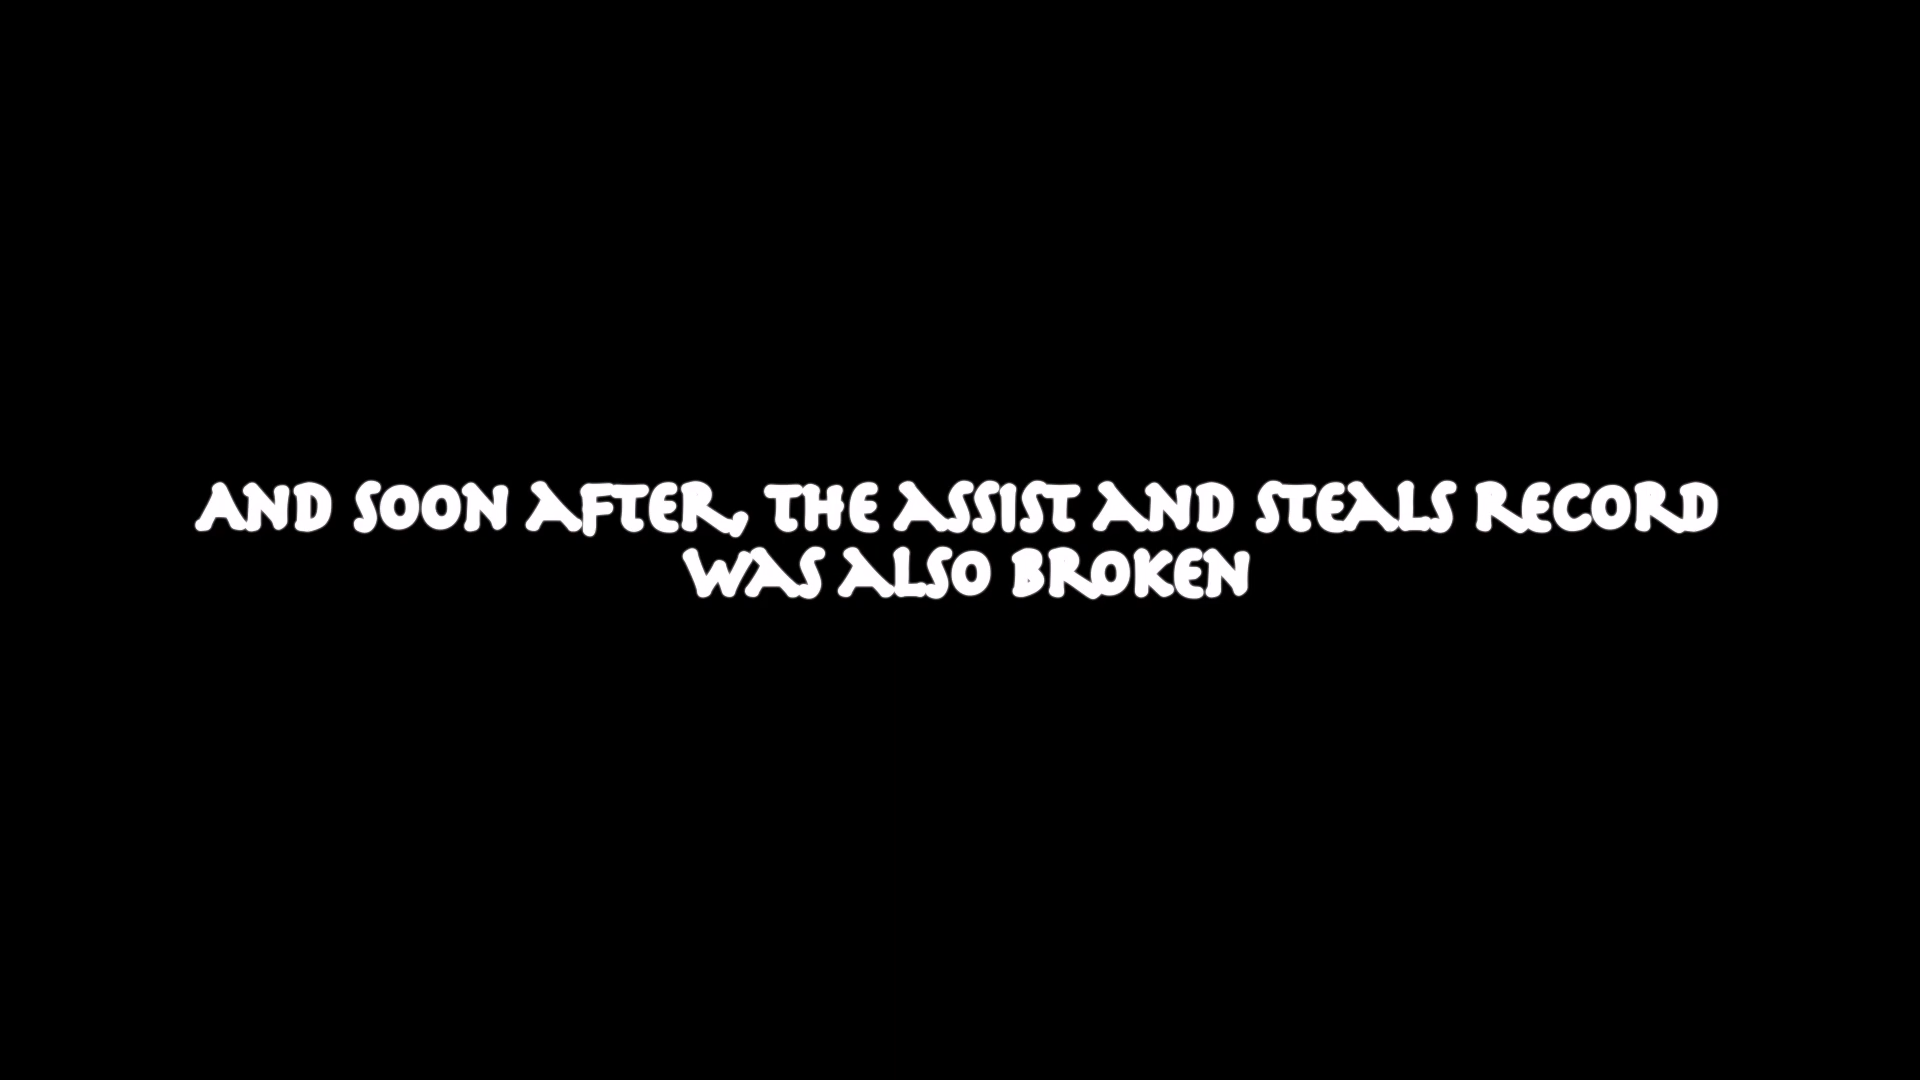 AND SOON AFTER, THE ASSIST AND STEALS RECORD
WAS ALSO BROKEN